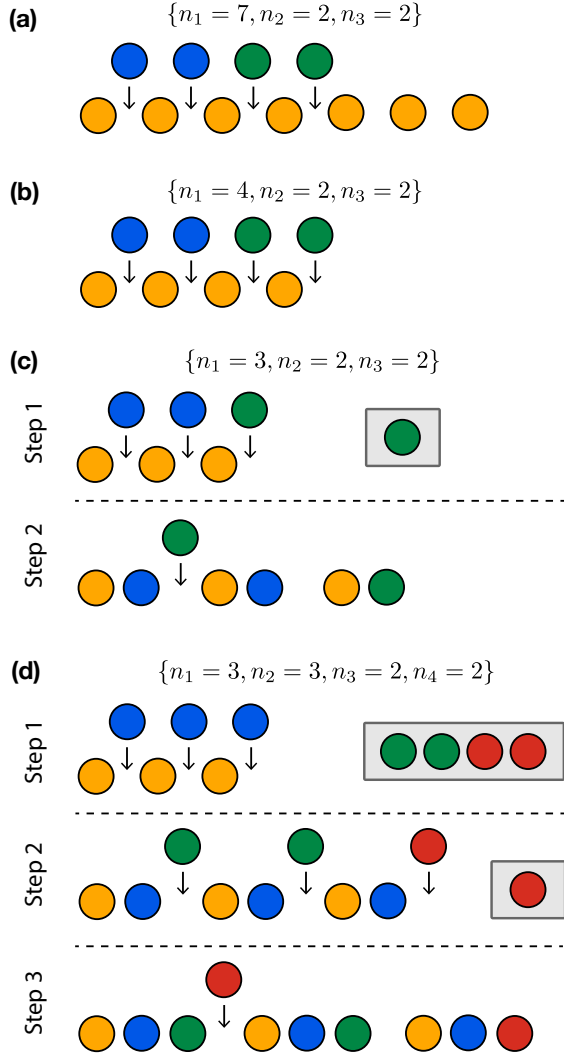 (a) {n₁ = 7, n₂ = 2, n₃ = 2}
(b) {n₁ = 4, n₂ = 2, n₃ = 2}
(c) {n₁ = 3, n₂ = 2, n₃ = 2}
Step 1
Step 2
(d) {n₁ = 3, n₂ = 3, n₃ = 2, n₄ = 2}
Step 1
Step 2
Step 3